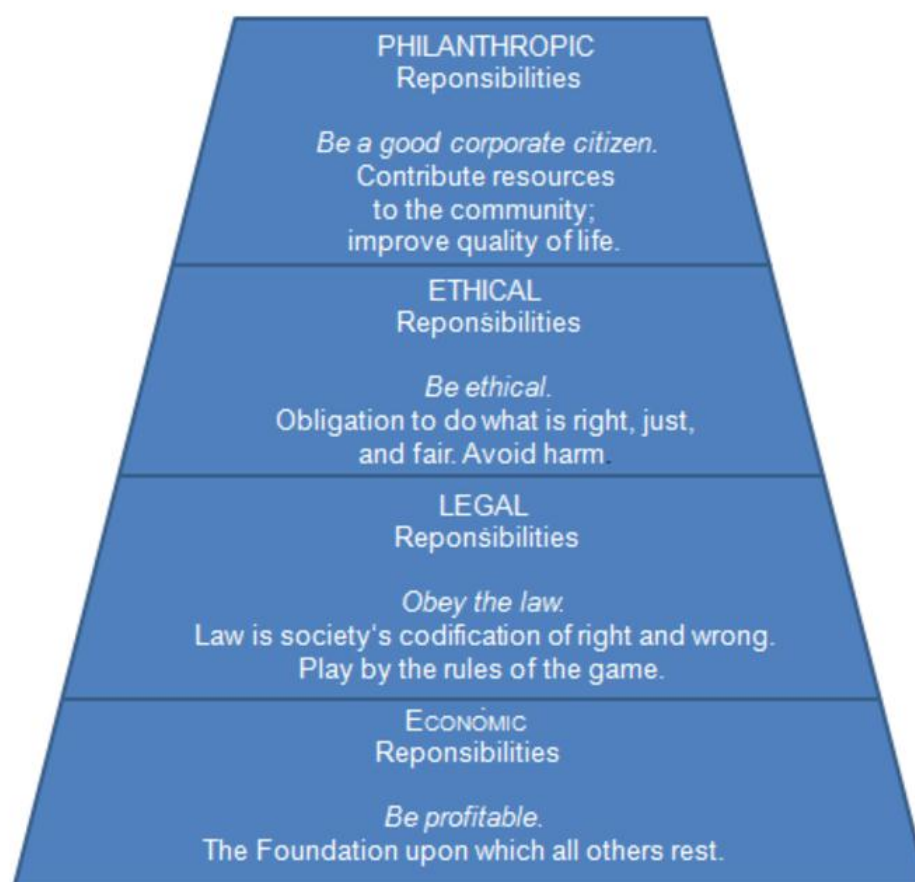 PHILANTHROPIC
Reponsibilities
Be a good corporate citizen.
Contribute resources
to the community;
improve quality of life.
ETHICAL
Reponsibilities
Be ethical.
Obligation to do what is right, just,
and fair. Avoid harm.
LEGAL
Reponsibilities
Obey the law.
Law is society‘s codification of right and wrong.
Play by the rules of the game.
ECONOMIC
Reponsibilities
Be profitable.
The Foundation upon which all others rest.